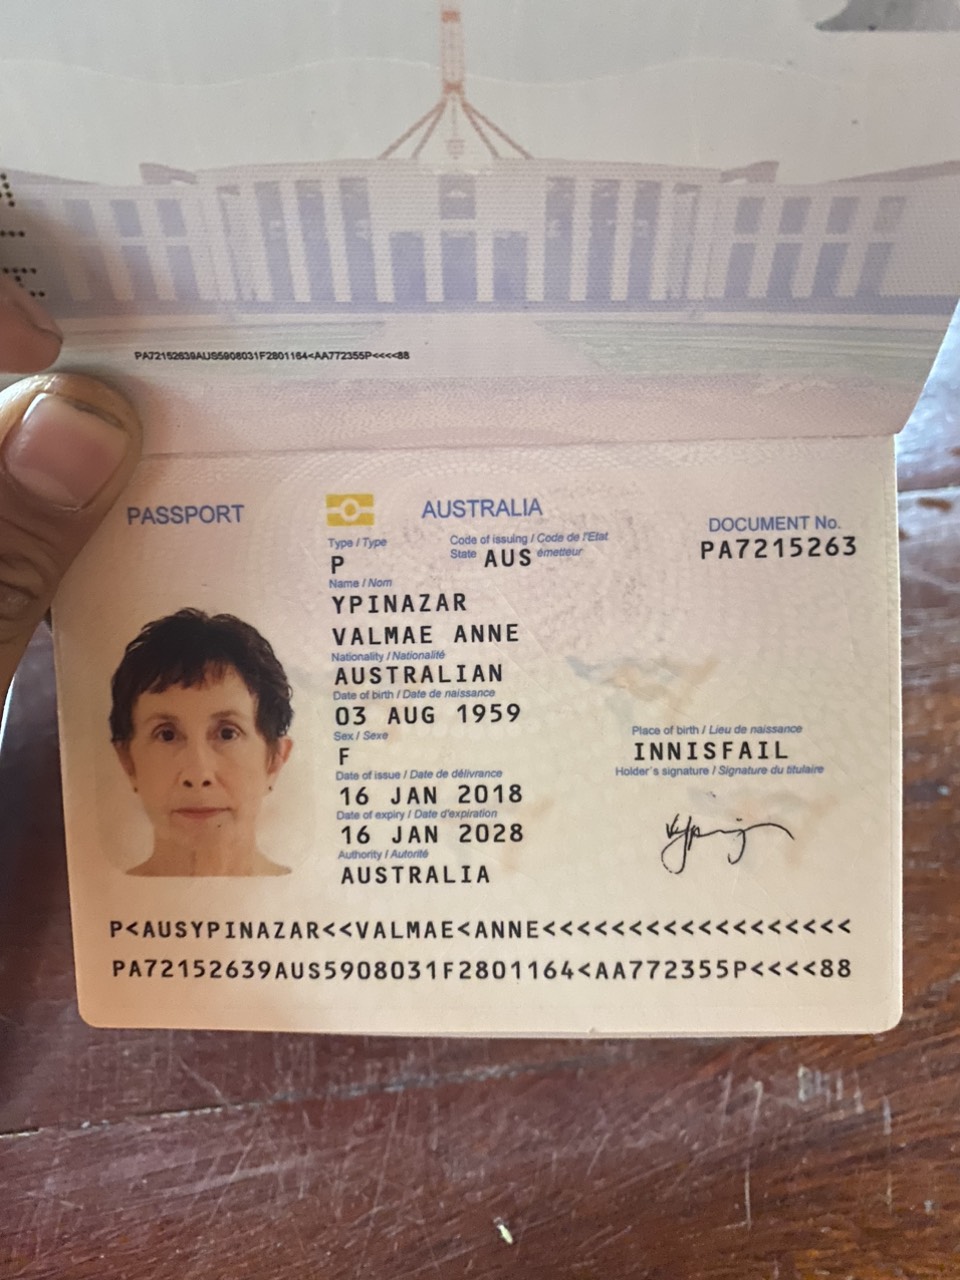 PA72152639AUS5908031F2801164<AA772355P<<<<88
PASSPORT
AUSTRALIA
DOCUMENT No.
Type / Type
Code of issuing / Code de l'Etat
State AUS émetteur
P
PA7215263
Name / Nom
YPINAZAR
VALMAE ANNE
Nationality / Nationalité
AUSTRALIAN
Date of birth / Date de naissance
03 AUG 1959
Place of birth / Lieu de naissance
INNISFAIL
Sex / Sexe
F
Holder's signature / Signature du titulaire
Date of issue / Date de délivrance
16 JAN 2018
Date of expiry / Date d'expiration
16 JAN 2028
Authority / Autorité
AUSTRALIA
P<AUSYPINAZAR<<VALMAE<ANNE<<<<<<<<<<<<<<<<<<
PA72152639AUS5908031F2801164<AA772355P<<<<88